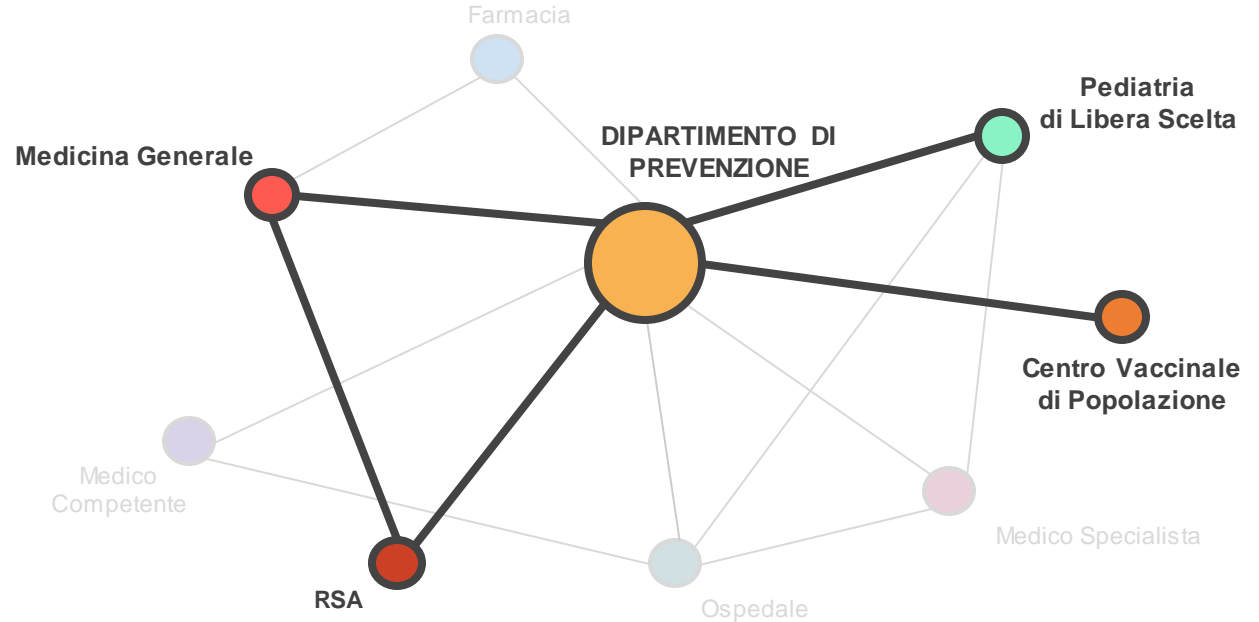 Farmacia
Pediatria
di Libera Scelta
DIPARTIMENTO DI
PREVENZIONE
Medicina Generale
Centro Vaccinale
di Popolazione
Medico
Competente
Medico Specialista
RSA
Ospedale